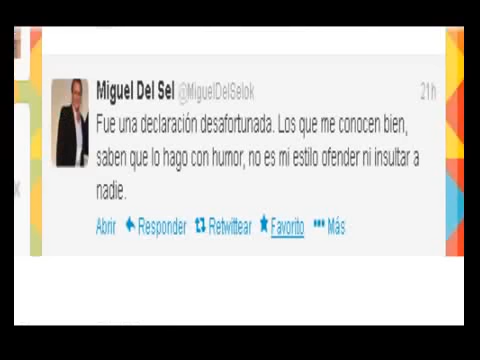 Miguel Del Sel @MiguelDelSelok 21h
Fue una declaración desafortunada. Los que me conocen bien,
saben que lo hago con humor, no es mi estilo ofender ni insultar a
nadie.
Abrir Responder Retwittear Favorito Más